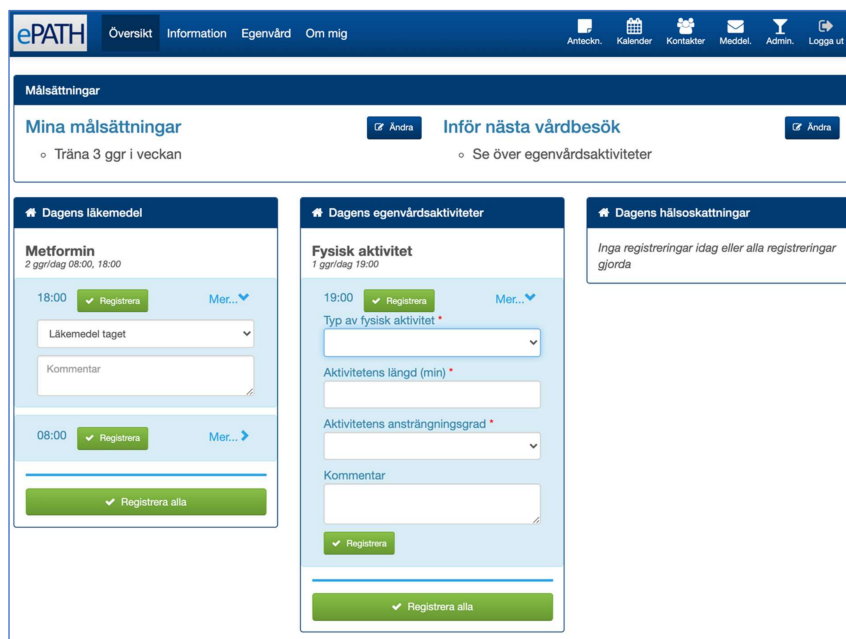 ePATH Översikt Information Egenvård Om mig Anteckn. Kalender Kontakter Meddel. Admin. Logga ut
Målsättningar
Mina målsättningar Ändra
Träna 3 ggr i veckan
Inför nästa vårdbesök Ändra
Se över egenvårdsaktiviteter
Dagens läkemedel
Metformin
2 ggr/dag 08:00, 18:00
18:00 Registrera Mer...
Läkemedel taget
Kommentar
08:00 Registrera Mer...
Registrera alla
Dagens egenvårdsaktiviteter
Fysisk aktivitet
1 ggr/dag 19:00
19:00 Registrera Mer...
Typ av fysisk aktivitet *
Aktivitetens längd (min) *
Aktivitetens ansträngningsgrad *
Kommentar
Registrera
Registrera alla
Dagens hälsoskattningar
Inga registreringar idag eller alla registreringar
gjorda